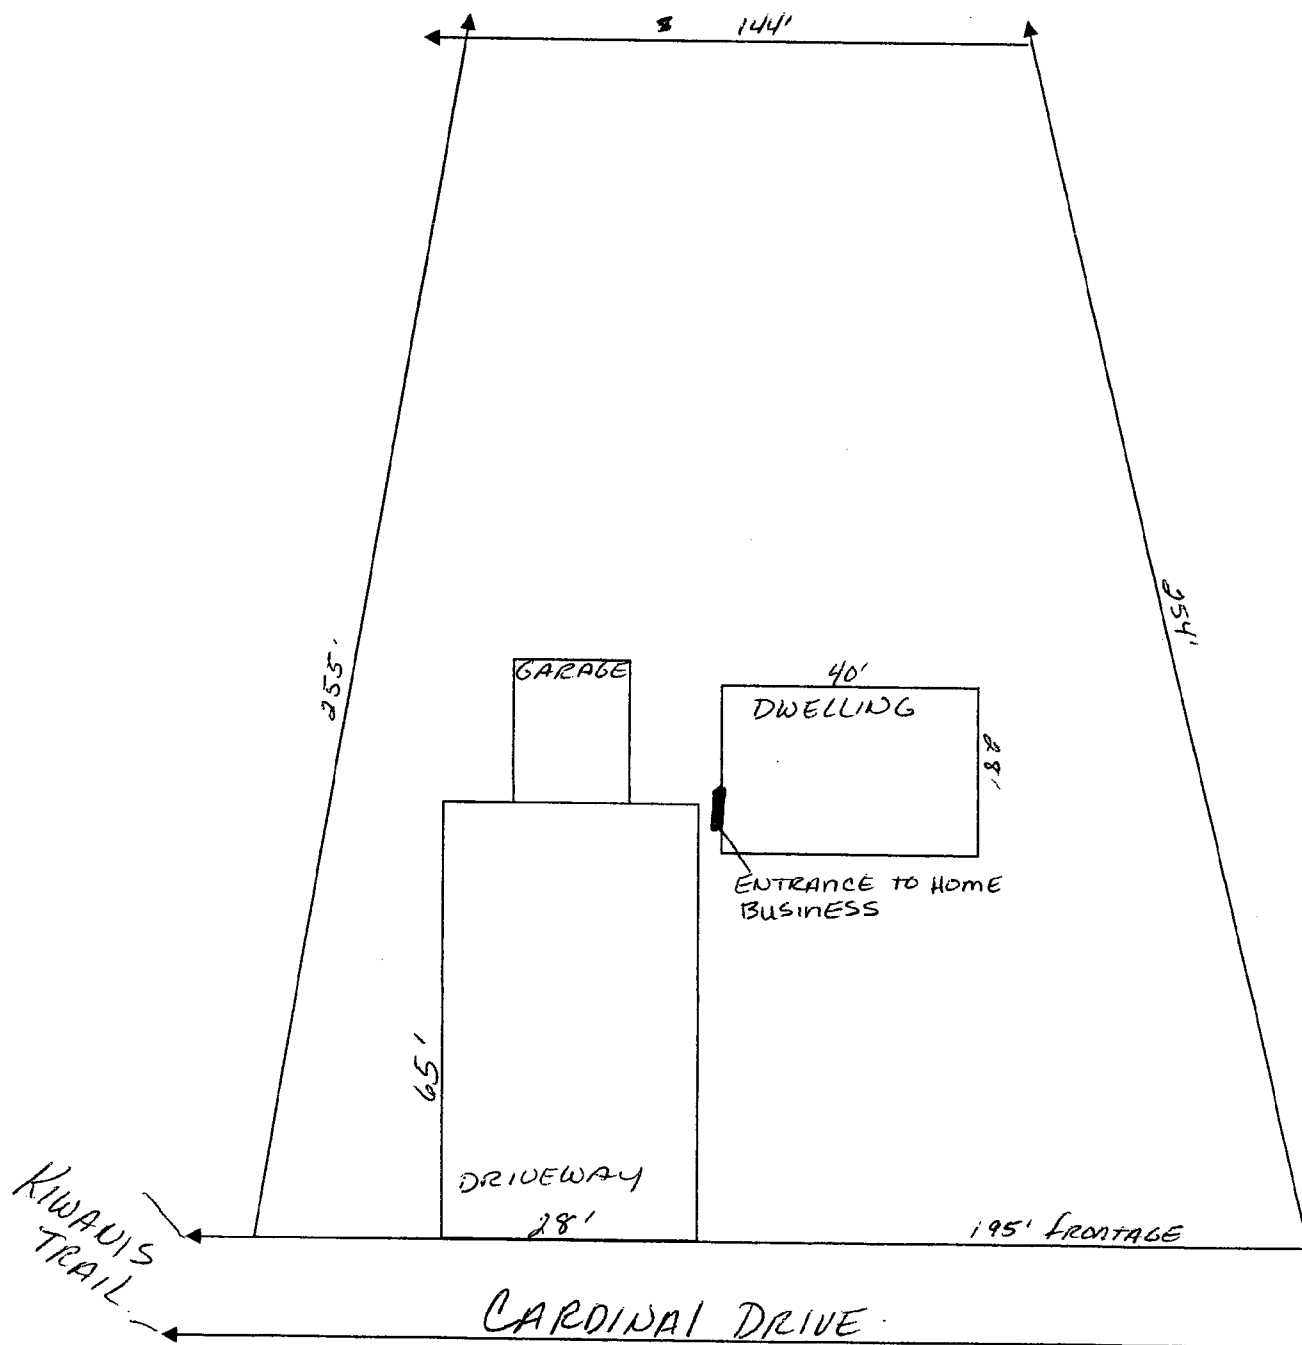 144'
255'
254'
GARAGE
40'
DWELLING
28'
ENTRANCE TO HOME
BUSINESS
65'
DRIVEWAY
28'
195' FRONTAGE
KIWANIS
TRAIL
CARDINAL DRIVE